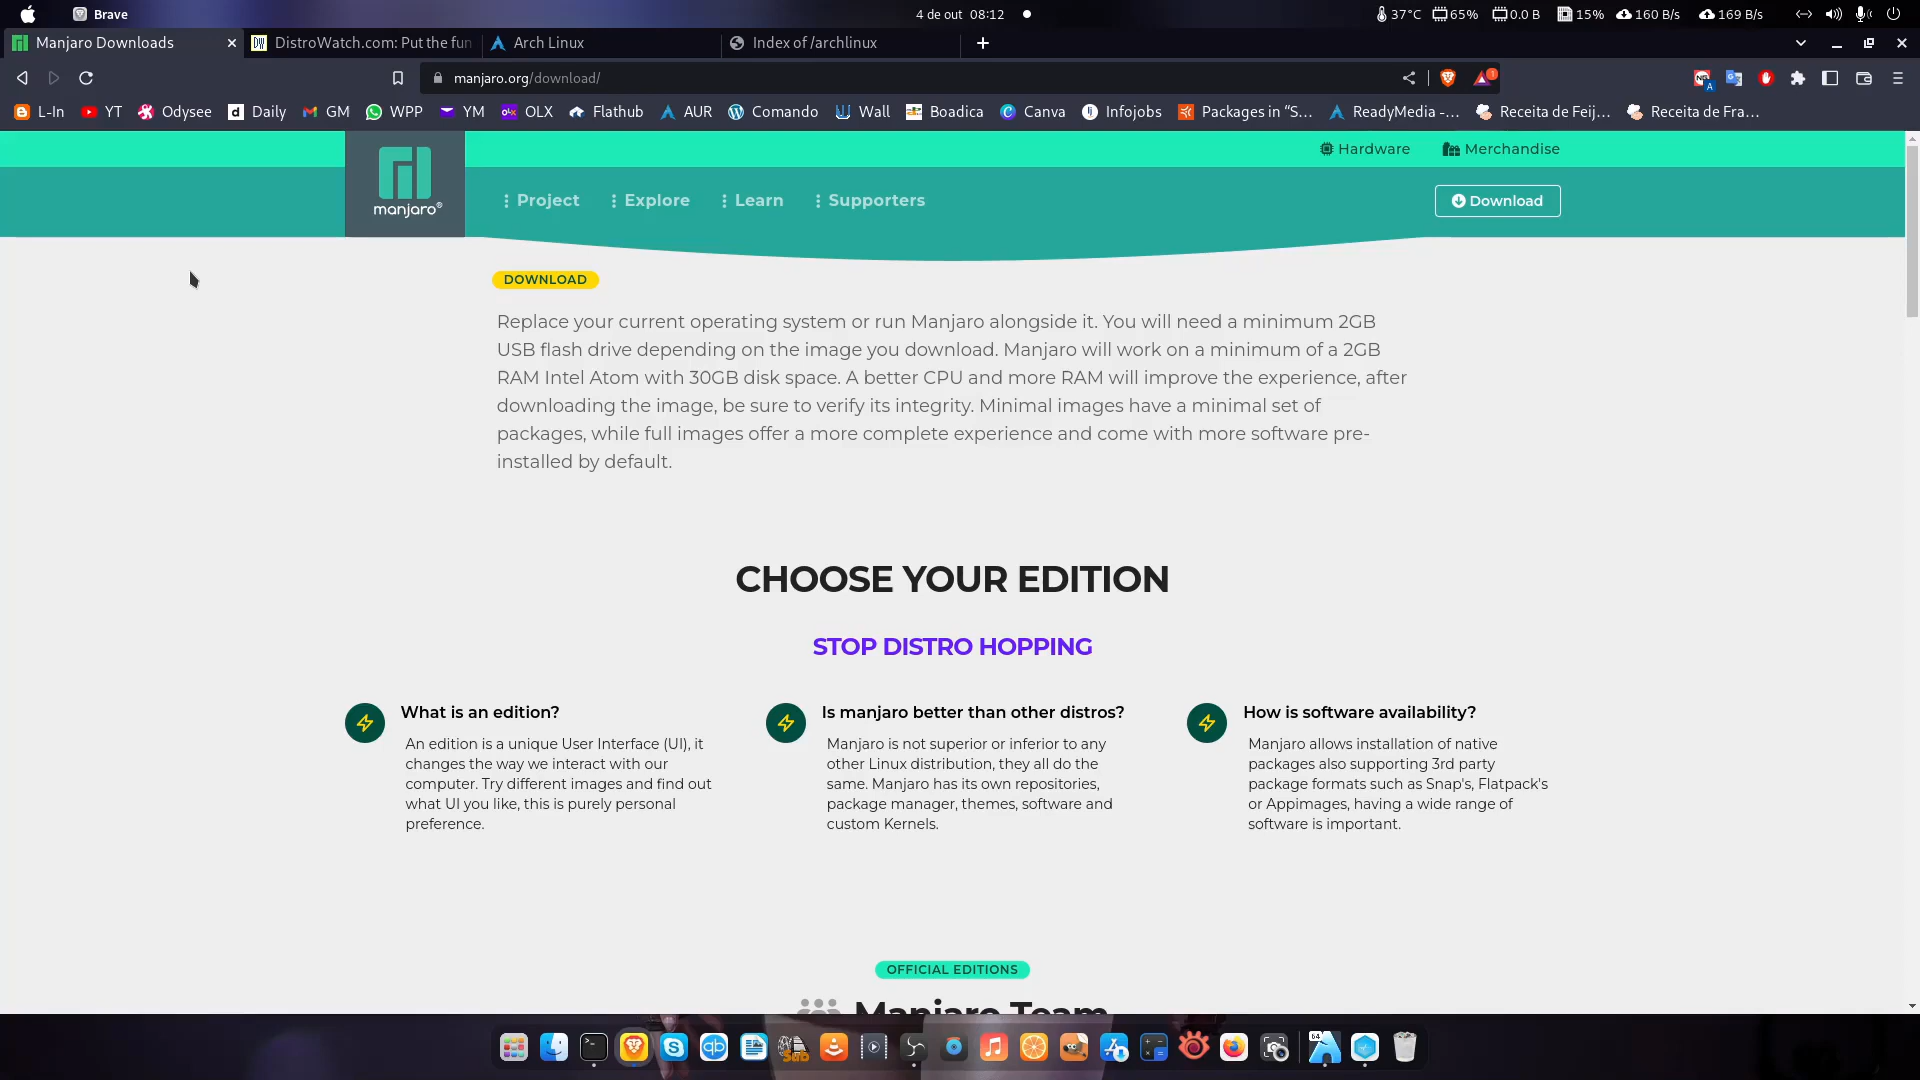 Brave
4 de out 08:12
37°C 65% 0.0 B 15% 160 B/s 169 B/s
Manjaro Downloads
DistroWatch.com: Put the fun
Arch Linux
Index of /archlinux
manjaro.org/download/
1
L-In YT Odysee Daily GM WPP YM OLX Flathub AUR Comando Wall Boadica Canva Infojobs Packages in “S... ReadyMedia -... Receita de Feij... Receita de Fra...
Hardware Merchandise
manjaro®
Project Explore Learn Supporters
Download
DOWNLOAD
Replace your current operating system or run Manjaro alongside it. You will need a minimum 2GB
USB flash drive depending on the image you download. Manjaro will work on a minimum of a 2GB
RAM Intel Atom with 30GB disk space. A better CPU and more RAM will improve the experience, after
downloading the image, be sure to verify its integrity. Minimal images have a minimal set of
packages, while full images offer a more complete experience and come with more software pre-
installed by default.
CHOOSE YOUR EDITION
STOP DISTRO HOPPING
What is an edition?
An edition is a unique User Interface (UI), it
changes the way we interact with our
computer. Try different images and find out
what UI you like, this is purely personal
preference.
Is manjaro better than other distros?
Manjaro is not superior or inferior to any
other Linux distribution, they all do the
same. Manjaro has its own repositories,
package manager, themes, software and
custom Kernels.
How is software availability?
Manjaro allows installation of native
packages also supporting 3rd party
package formats such as Snap's, Flatpack's
or Appimages, having a wide range of
software is important.
OFFICIAL EDITIONS
Manjaro Team